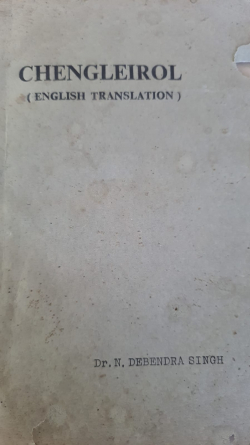 CHENGLEIROL
( ENGLISH TRANSLATION )
Dr. N. DEBENDRA SINGH